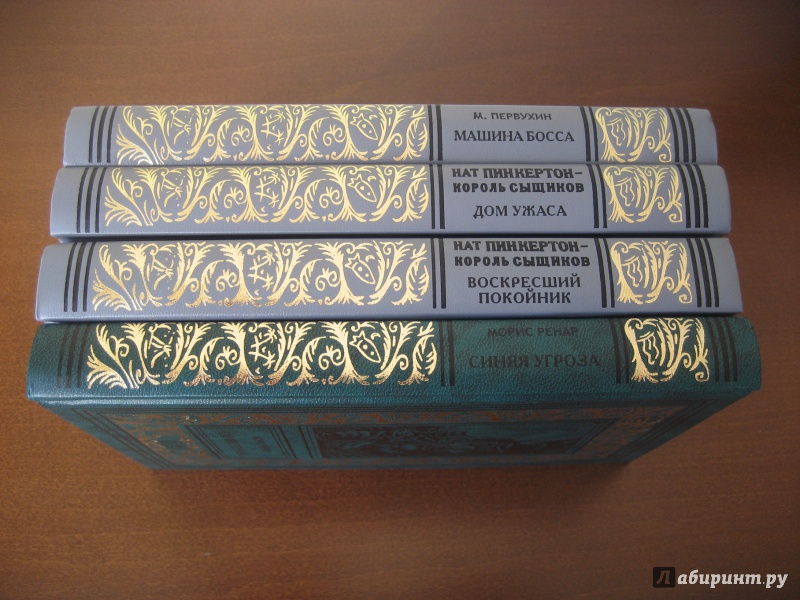 М. ПЕРВУХИН
МАШИНА БОССА
НАТ ПИНКЕРТОН–
КОРОЛЬ СЫЩИКОВ
ДОМ УЖАСА
НАТ ПИНКЕРТОН–
КОРОЛЬ СЫЩИКОВ
ВОСКРЕСШИЙ
ПОКОЙНИК
МОРИС РЕНАР
СИНЯЯ УГРОЗА
Лабиринт.ру